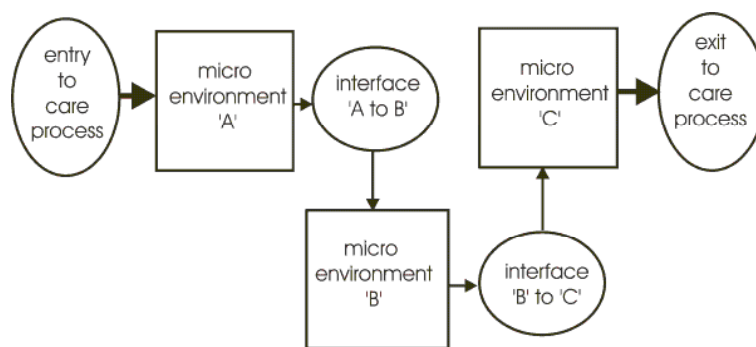 entry
to
care
process
micro
environment
'A'
interface
'A to B'
micro
environment
'B'
interface
'B' to 'C'
micro
environment
'C'
exit
to
care
process